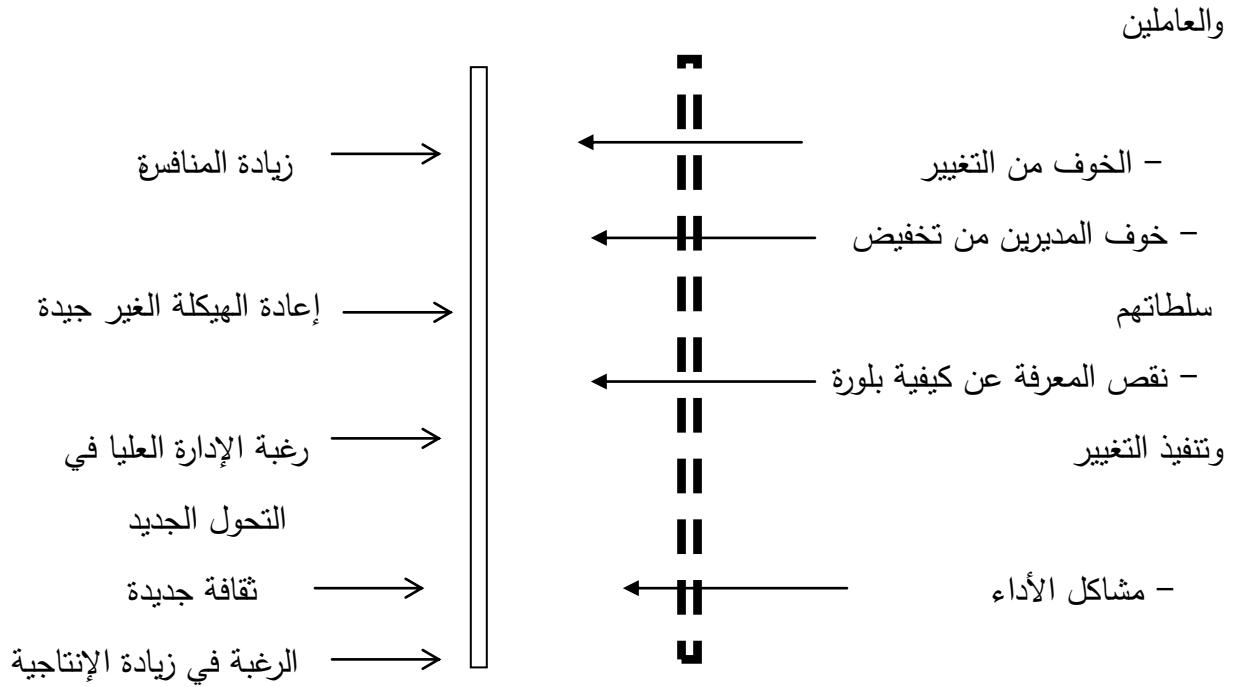 والعاملين
– الخوف من التغيير
زيادة المنافسة
– خوف المديرين من تخفيض
سلطاتهم
إعادة الهيكلة الغير جيدة
– نقص المعرفة عن كيفية بلورة
وتنفيذ التغيير
رغبة الإدارة العليا في
التحول الجديد
– مشاكل الأداء
ثقافة جديدة
الرغبة في زيادة الإنتاجية